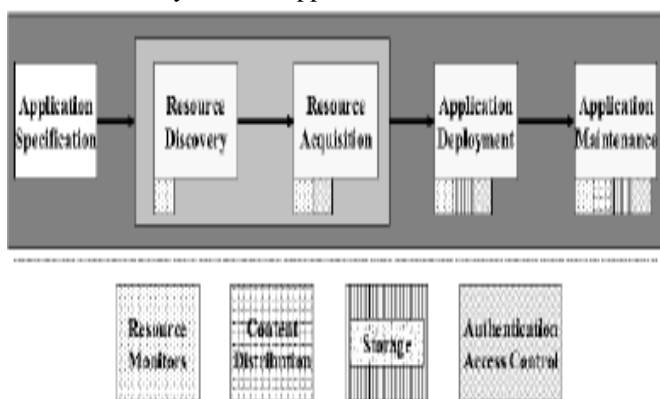 Application
Specification
Resource
Discovery
Resource
Acquisition
Application
Deployment
Application
Maintenance
Resource
Monitors
Content
Distribution
Storage
Authentication
Access Control